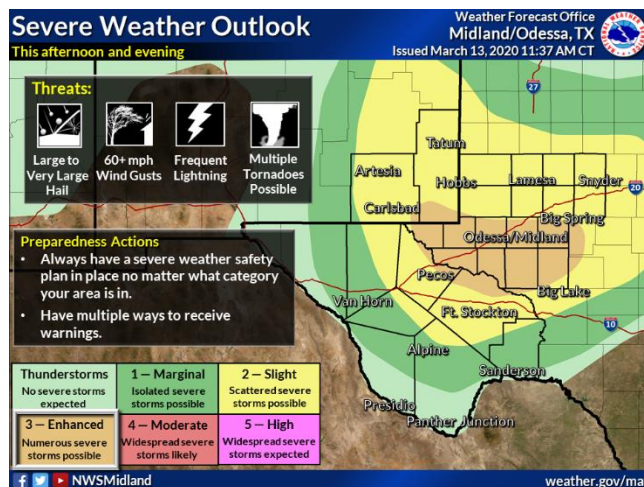 Severe Weather Outlook
This afternoon and evening
Weather Forecast Office
Midland/Odessa, TX
Issued March 13, 2020 11:37 AM CT
Threats:
Large to
Very Large
Hail
60+ mph
Wind Gusts
Frequent
Lightning
Multiple
Tornadoes
Possible
Preparedness Actions
• Always have a severe weather safety
plan in place no matter what category
your area is in.
• Have multiple ways to receive
warnings.
27
Tatum
Artesia
Hobbs
Lamesa
Snyder
20
Carlsbad
Big Spring
Odessa/Midland
Pecos
Big Lake
Van Horn
Ft. Stockton
10
Alpine
Sanderson
Presidio
Panther Junction
Thunderstorms
No severe storms
expected
1 — Marginal
Isolated severe
storms possible
2 — Slight
Scattered severe
storms possible
3 — Enhanced
Numerous severe
storms possible
4 — Moderate
Widespread severe
storms likely
5 — High
Widespread severe
storms expected
NWSMidland
weather.gov/ma